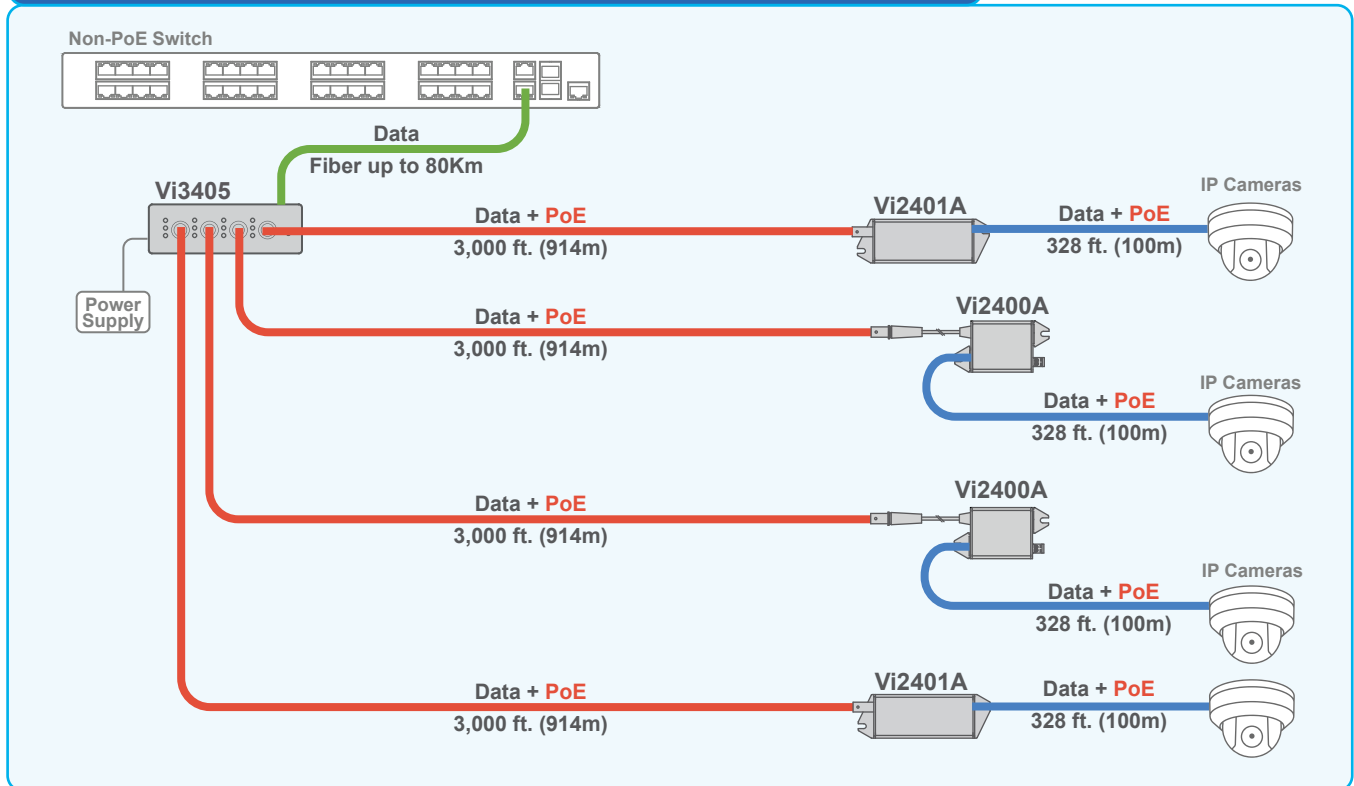 Non-PoE Switch
Data
Fiber up to 80Km
Vi3405
Power
Supply
Data + PoE
3,000 ft. (914m)
Vi2401A
Data + PoE
328 ft. (100m)
IP Cameras
Data + PoE
3,000 ft. (914m)
Vi2400A
Data + PoE
328 ft. (100m)
IP Cameras
Data + PoE
3,000 ft. (914m)
Vi2400A
Data + PoE
328 ft. (100m)
IP Cameras
Data + PoE
3,000 ft. (914m)
Vi2401A
Data + PoE
328 ft. (100m)